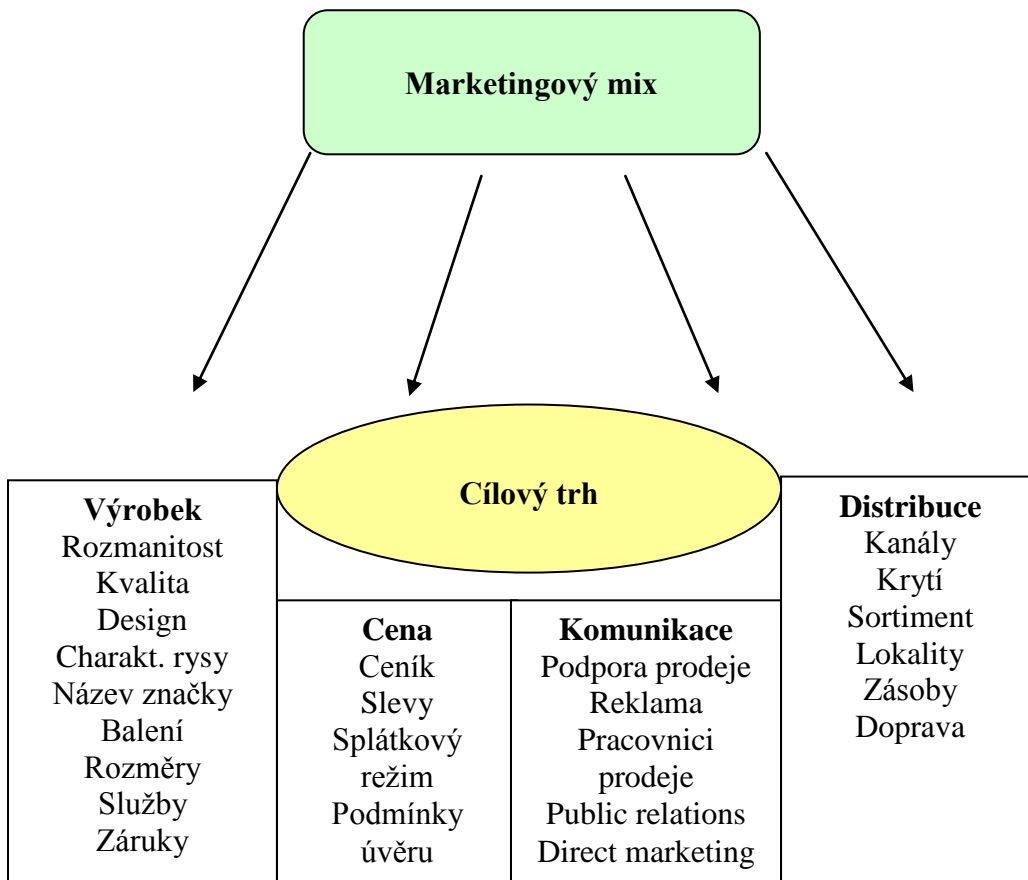 Marketingový mix
Cílový trh
Výrobek
Rozmanitost
Kvalita
Design
Charakt. rysy
Název značky
Balení
Rozměry
Služby
Záruky
Cena
Ceník
Slevy
Splátkový
režim
Podmínky
úvěru
Komunikace
Podpora prodeje
Reklama
Pracovnici
prodeje
Public relations
Direct marketing
Distribuce
Kanály
Krytí
Sortiment
Lokality
Zásoby
Doprava